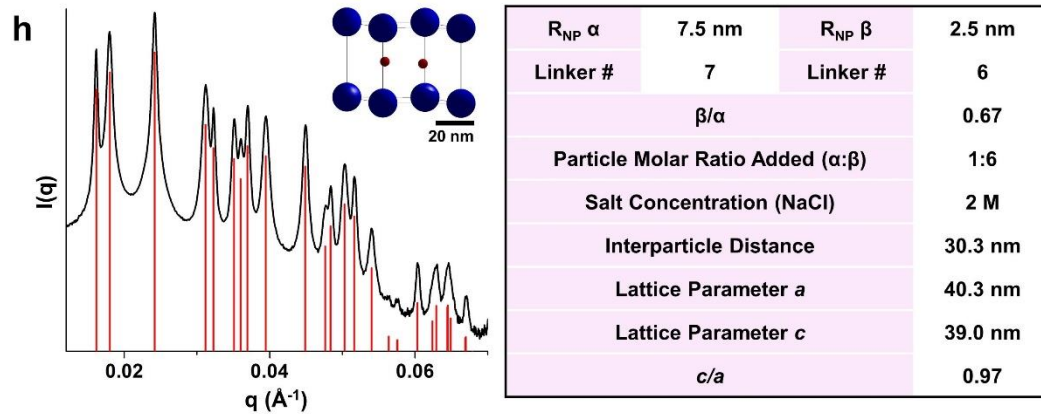 h
I(q)
20 nm
0.02 0.04 0.06
q (Å⁻¹)
R_NP α 7.5 nm R_NP β 2.5 nm
Linker # 7 Linker # 6
β/α 0.67
Particle Molar Ratio Added (α:β) 1:6
Salt Concentration (NaCl) 2 M
Interparticle Distance 30.3 nm
Lattice Parameter a 40.3 nm
Lattice Parameter c 39.0 nm
c/a 0.97